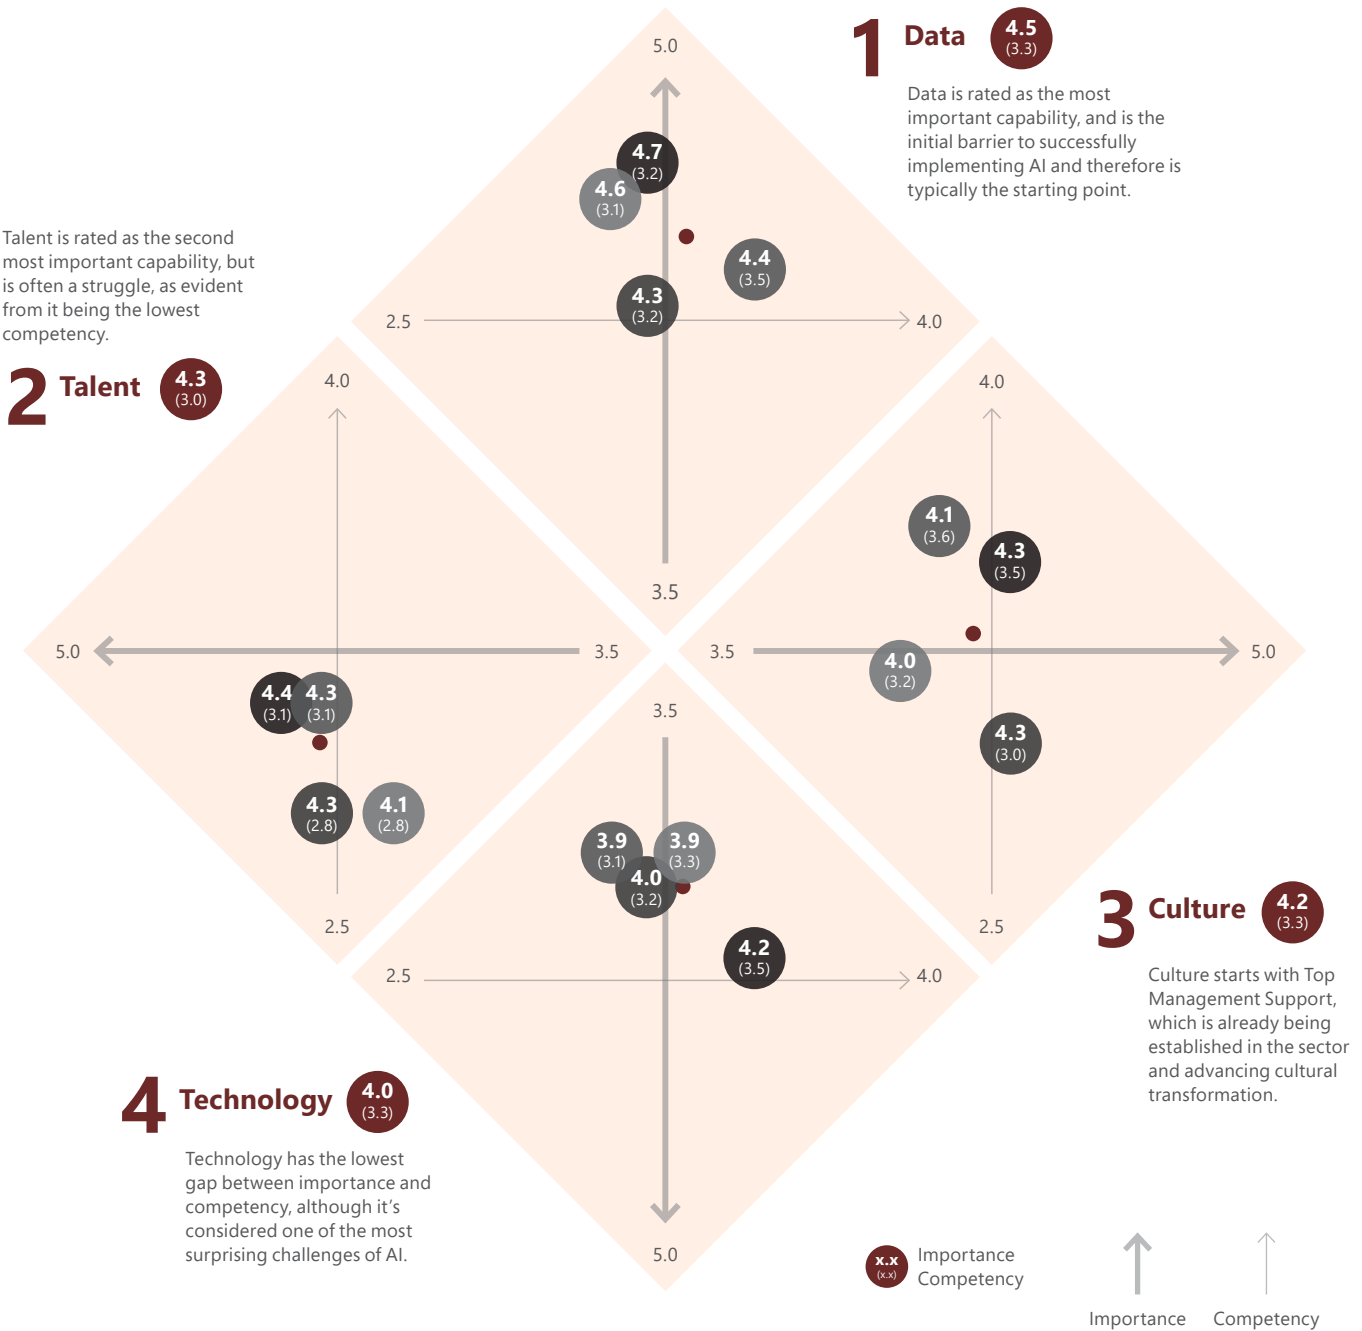 1 Data 4.5
(3.3)
Data is rated as the most
important capability, and is the
initial barrier to successfully
implementing AI and therefore is
typically the starting point.
5.0
4.7
(3.2)
4.6
(3.1)
4.4
(3.5)
4.3
(3.2)
2.5
4.0
3.5
Talent is rated as the second
most important capability, but
is often a struggle, as evident
from it being the lowest
competency.
2 Talent 4.3
(3.0)
4.0
5.0
3.5
4.4
(3.1)
4.3
(3.1)
4.3
(2.8)
4.1
(2.8)
2.5
4.0
4.1
(3.6)
4.3
(3.5)
3.5
5.0
4.0
(3.2)
4.3
(3.0)
2.5
3 Culture 4.2
(3.3)
Culture starts with Top
Management Support,
which is already being
established in the sector
and advancing cultural
transformation.
3.5
3.9
(3.1)
3.9
(3.3)
4.0
(3.2)
4.2
(3.5)
2.5
4.0
5.0
4 Technology 4.0
(3.3)
Technology has the lowest
gap between importance and
competency, although it’s
considered one of the most
surprising challenges of AI.
x.x
(x.x)
Importance
Competency
Importance
Competency